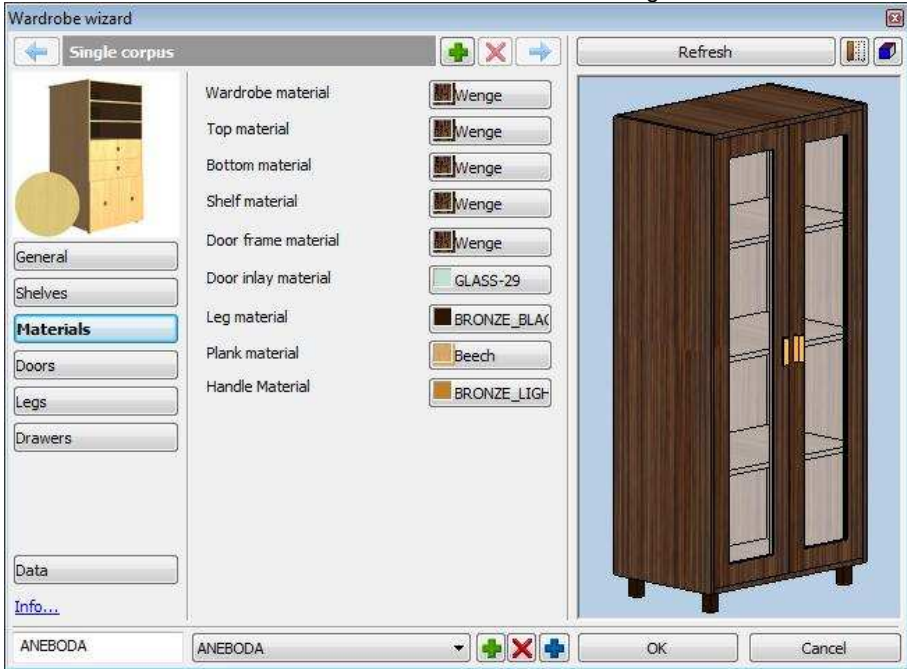 Wardrobe wizard
Single corpus
Refresh
Wardrobe material Wenge
Top material Wenge
Bottom material Wenge
Shelf material Wenge
Door frame material Wenge
Door inlay material GLASS-29
Leg material BRONZE_BLAC
Plank material Beech
Handle Material BRONZE_LIGH
General
Shelves
Materials
Doors
Legs
Drawers
Data
Info...
ANEBODA ANEBODA OK Cancel